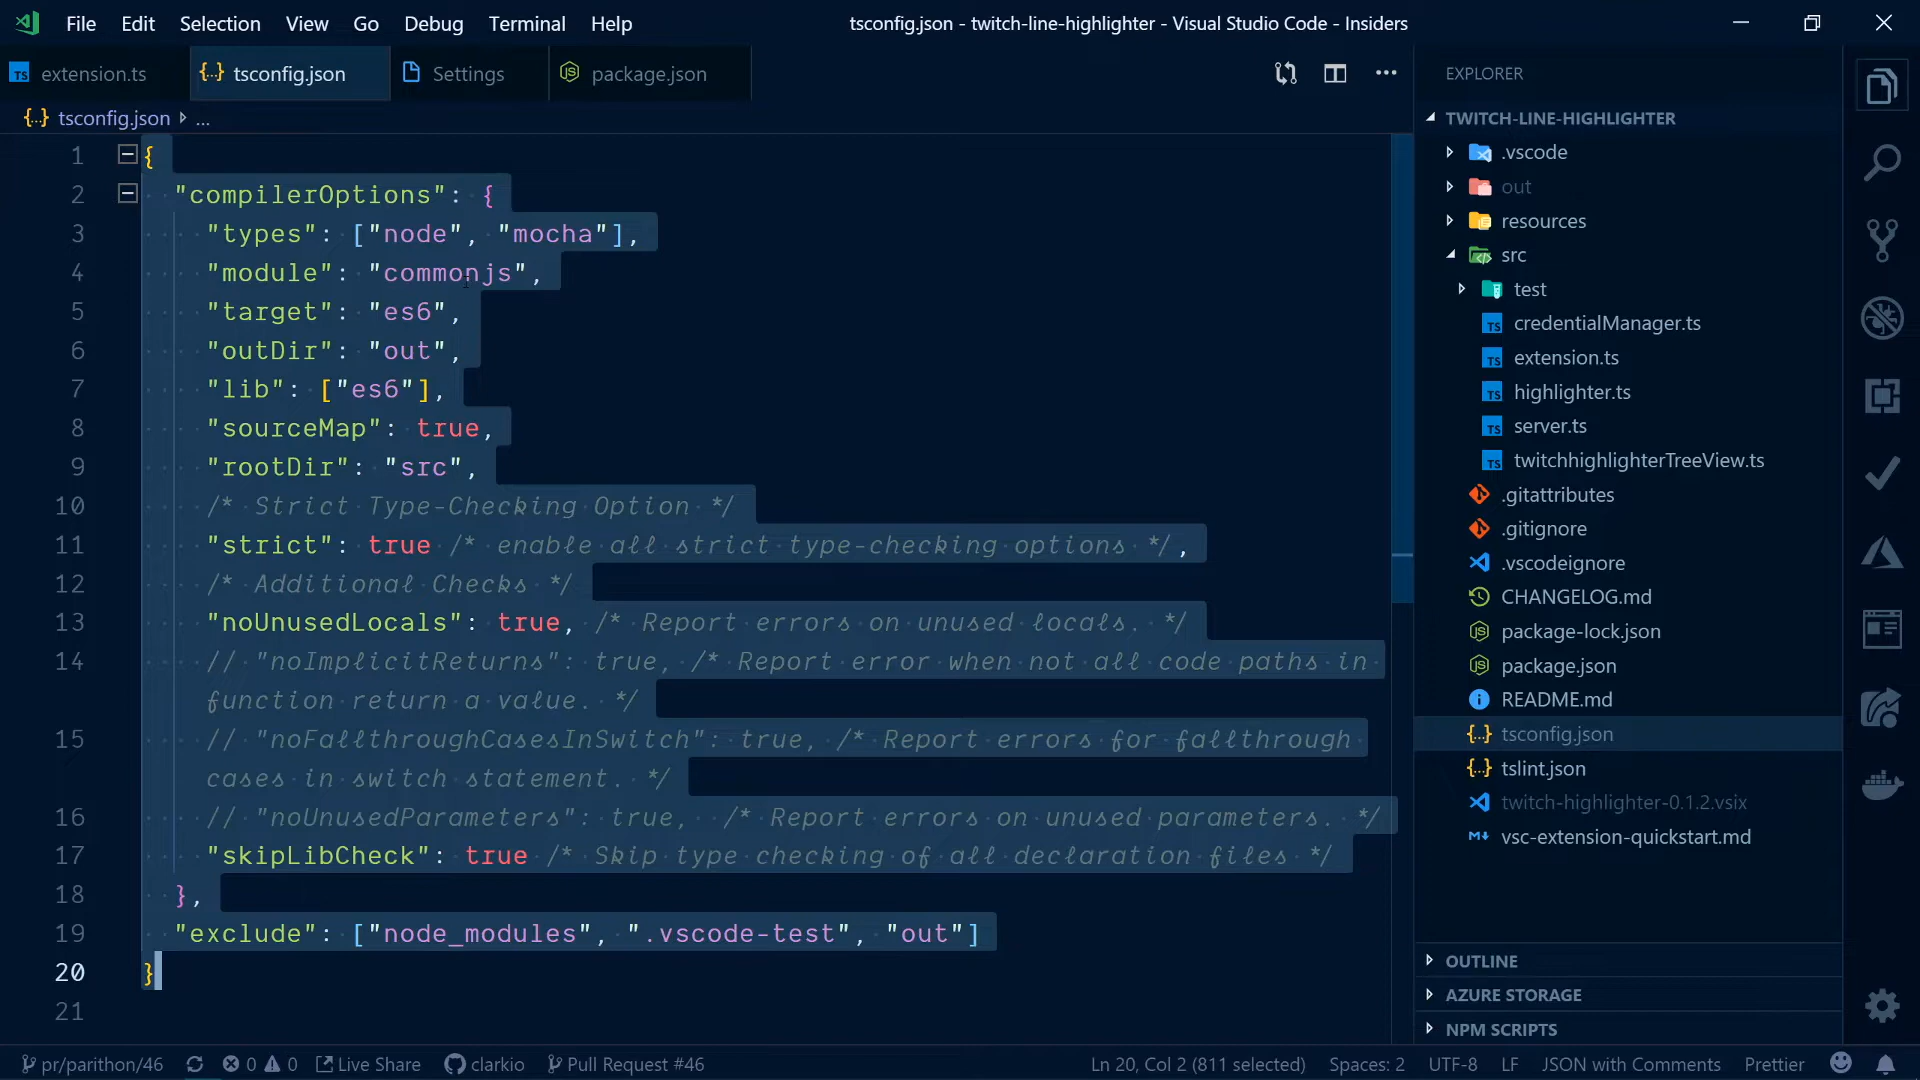 File Edit Selection View Go Debug Terminal Help
tsconfig.json - twitch-line-highlighter - Visual Studio Code - Insiders
TS extension.ts
{..} tsconfig.json
Settings
package.json
{..} tsconfig.json ...
1 {
2 "compilerOptions": {
3 "types": ["node", "mocha"],
4 "module": "commonjs",
5 "target": "es6",
6 "outDir": "out",
7 "lib": ["es6"],
8 "sourceMap": true,
9 "rootDir": "src",
10 /* Strict Type-Checking Option */
11 "strict": true /* enable all strict type-checking options */,
12 /* Additional Checks */
13 "noUnusedLocals": true, /* Report errors on unused locals. */
14 // "noImplicitReturns": true, /* Report error when not all code paths in
function return a value. */
15 // "noFallthroughCasesInSwitch": true, /* Report errors for fallthrough
cases in switch statement. */
16 // "noUnusedParameters": true, /* Report errors on unused parameters. */
17 "skipLibCheck": true /* Skip type checking of all declaration files */
18 },
19 "exclude": ["node_modules", ".vscode-test", "out"]
20 }
21
EXPLORER
TWITCH-LINE-HIGHLIGHTER
.vscode
out
resources
src
test
TS credentialManager.ts
TS extension.ts
TS highlighter.ts
TS server.ts
TS twitchhighlighterTreeView.ts
.gitattributes
.gitignore
.vscodeignore
CHANGELOG.md
package-lock.json
package.json
README.md
{..} tsconfig.json
{..} tslint.json
twitch-highlighter-0.1.2.vsix
vsc-extension-quickstart.md
OUTLINE
AZURE STORAGE
NPM SCRIPTS
pr/parithon/46 0 0 Live Share clarkio Pull Request #46
Ln 20, Col 2 (811 selected) Spaces: 2 UTF-8 LF JSON with Comments Prettier